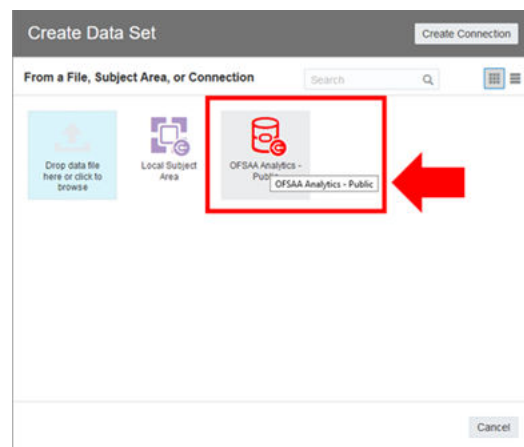 Create Data Set
Create Connection
From a File, Subject Area, or Connection
Search
Drop data file
here or click to
browse
Local Subject
Area
OFSAA Analytics -
Public
OFSAA Analytics - Public
Cancel